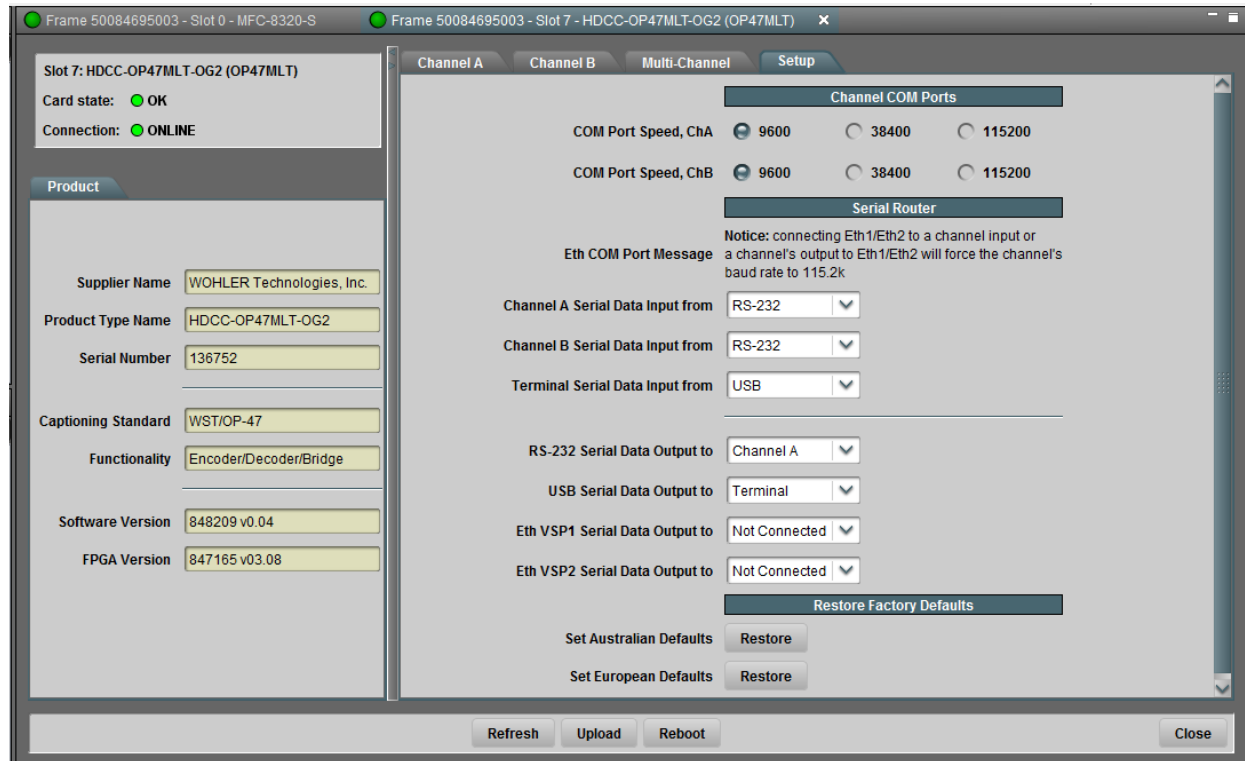 Frame 50084695003 - Slot 0 - MFC-8320-S
Frame 50084695003 - Slot 7 - HDCC-OP47MLT-OG2 (OP47MLT)
Slot 7: HDCC-OP47MLT-OG2 (OP47MLT)
Card state: OK
Connection: ONLINE
Product
Supplier Name WOHLER Technologies, Inc.
Product Type Name HDCC-OP47MLT-OG2
Serial Number 136752
Captioning Standard WST/OP-47
Functionality Encoder/Decoder/Bridge
Software Version 848209 v0.04
FPGA Version 847165 v03.08
Channel A Channel B Multi-Channel Setup
Channel COM Ports
COM Port Speed, ChA 9600 38400 115200
COM Port Speed, ChB 9600 38400 115200
Serial Router
Eth COM Port Message
Notice: connecting Eth1/Eth2 to a channel input or
a channel's output to Eth1/Eth2 will force the channel's
baud rate to 115.2k
Channel A Serial Data Input from RS-232
Channel B Serial Data Input from RS-232
Terminal Serial Data Input from USB
RS-232 Serial Data Output to Channel A
USB Serial Data Output to Terminal
Eth VSP1 Serial Data Output to Not Connected
Eth VSP2 Serial Data Output to Not Connected
Restore Factory Defaults
Set Australian Defaults Restore
Set European Defaults Restore
Refresh Upload Reboot Close